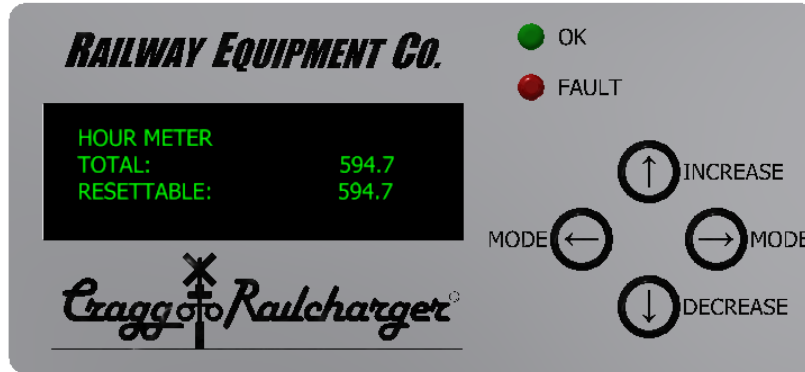 RAILWAY EQUIPMENT CO.
OK
FAULT
HOUR METER
TOTAL: 594.7
RESETTABLE: 594.7
INCREASE
MODE
MODE
DECREASE
Cragg Railcharger